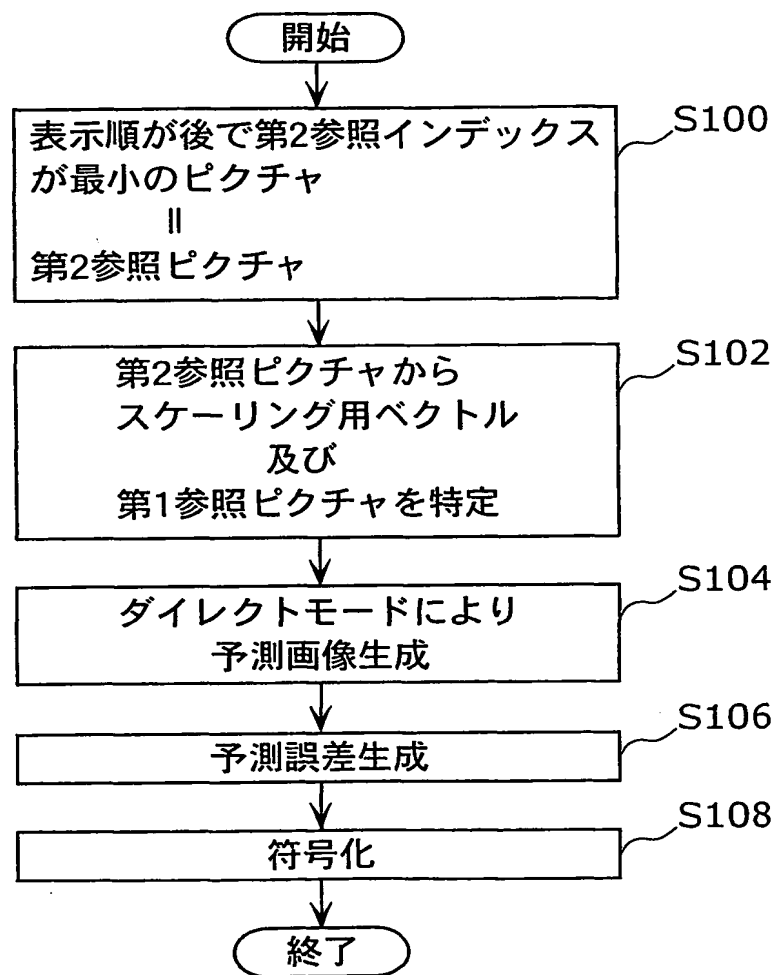 開始
表示順が後で第2参照インデックス
が最小のピクチャ
||
第2参照ピクチャ
S100
第2参照ピクチャから
スケーリング用ベクトル
及び
第1参照ピクチャを特定
S102
ダイレクトモードにより
予測画像生成
S104
予測誤差生成
S106
符号化
S108
終了